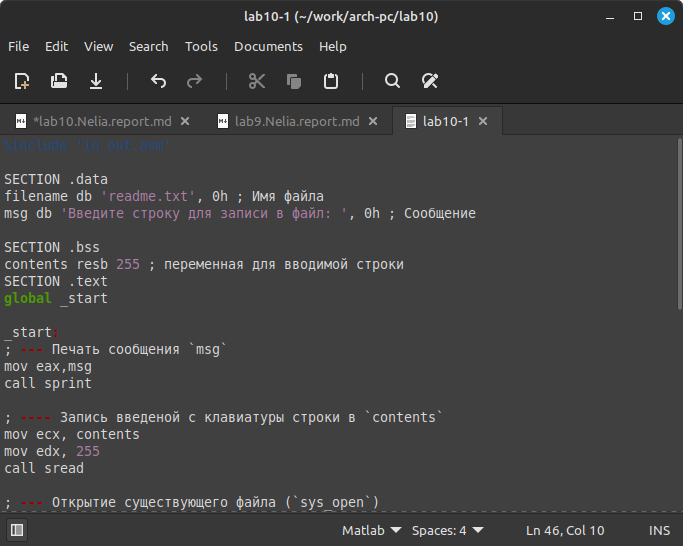 lab10-1 (~/work/arch-pc/lab10)
File Edit View Search Tools Documents Help
*lab10.Nelia.report.md lab9.Nelia.report.md lab10-1
%include 'in_out.asm'
SECTION .data
filename db 'readme.txt', 0h ; Имя файла
msg db 'Введите строку для записи в файл: ', 0h ; Сообщение
SECTION .bss
contents resb 255 ; переменная для вводимой строки
SECTION .text
global _start
_start:
; --- Печать сообщения `msg`
mov eax,msg
call sprint
; ---- Запись введеной с клавиатуры строки в `contents`
mov ecx, contents
mov edx, 255
call sread
; --- Открытие существующего файла (`sys_open`)
Matlab Spaces: 4 Ln 46, Col 10 INS